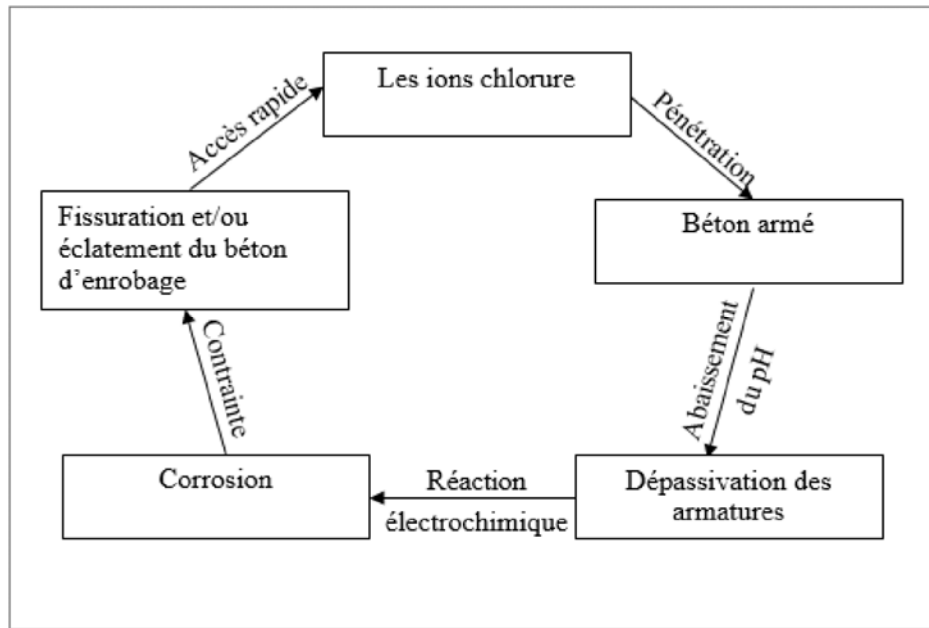 Les ions chlorure
Pénétration
Béton armé
Abaissement
du pH
Dépassivation des
armatures
Réaction
électrochimique
Corrosion
Contrainte
Fissuration et/ou
éclatement du béton
d’enrobage
Accès rapide